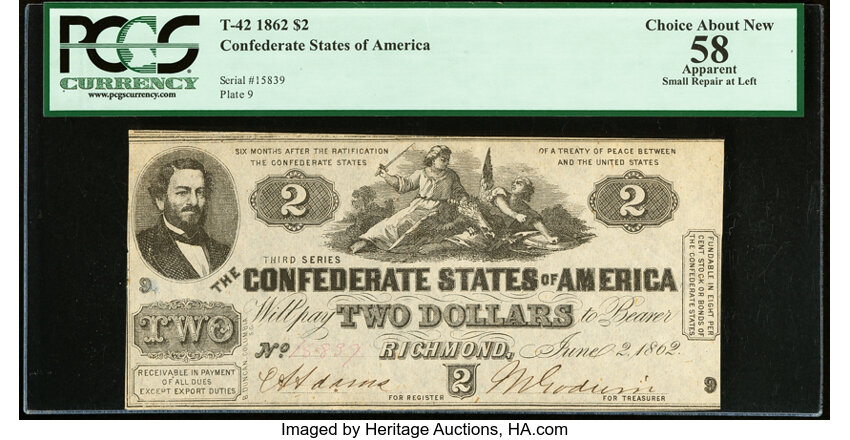 PCGS
CURRENCY
www.pcgscurrency.com
T-42 1862 $2
Confederate States of America
Serial #15839
Plate 9
Choice About New
58
Apparent
Small Repair at Left
SIX MONTHS AFTER THE RATIFICATION
OF A TREATY OF PEACE BETWEEN
THE CONFEDERATE STATES
AND THE UNITED STATES
2
2
THIRD SERIES
THE CONFEDERATE STATES OF AMERICA
9
TWO
Will pay TWO DOLLARS to Bearer
No 15839
RICHMOND, June 2, 1862.
RECEIVABLE IN PAYMENT
OF ALL DUES
EXCEPT EXPORT DUTIES
B. DUNCAN, COLUMBIA, S.C.
C A Adams
FOR REGISTER
2
M Godwin
FOR TREASURER
FUNDABLE IN EIGHT PER
CENT STOCK OR BONDS OF
THE CONFEDERATE STATES.
9
Imaged by Heritage Auctions, HA.com